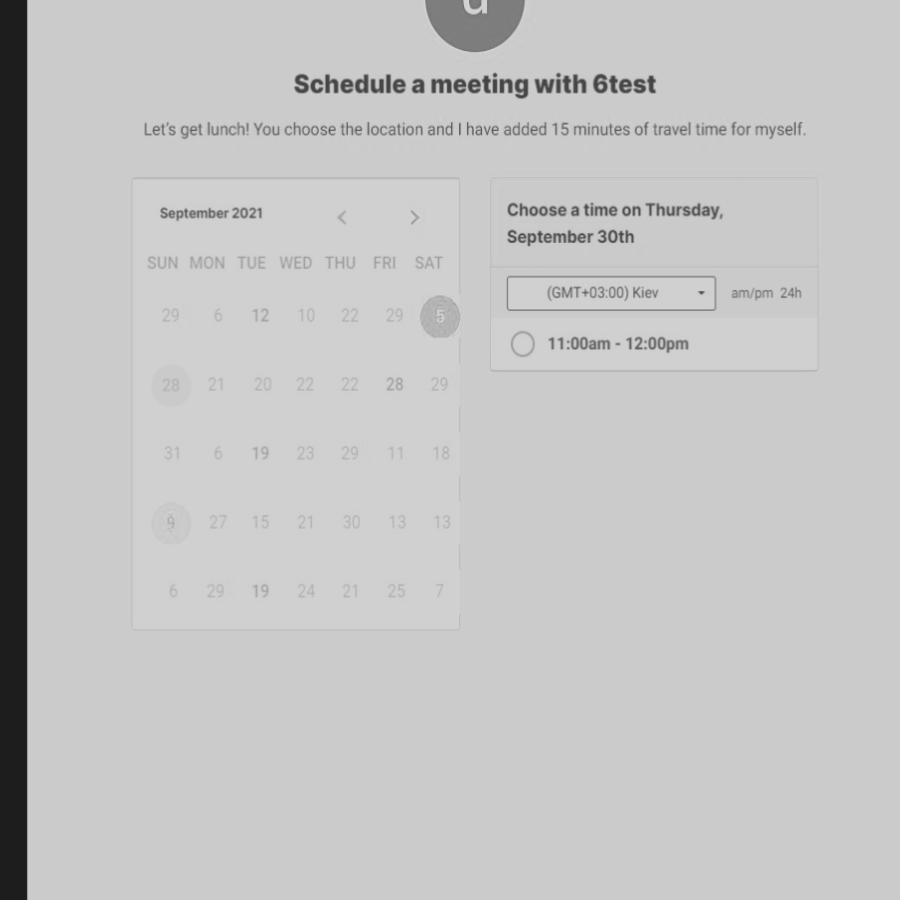 Schedule a meeting with 6test
Let's get lunch! You choose the location and I have added 15 minutes of travel time for myself.
September 2021
SUN MON TUE WED THU FRI SAT
29 6 12 10 22 29 5
28 21 20 22 22 28 29
31 6 19 23 29 11 18
9 27 15 21 30 13 13
6 29 19 24 21 25 7
Choose a time on Thursday,
September 30th
(GMT+03:00) Kiev am/pm 24h
11:00am - 12:00pm